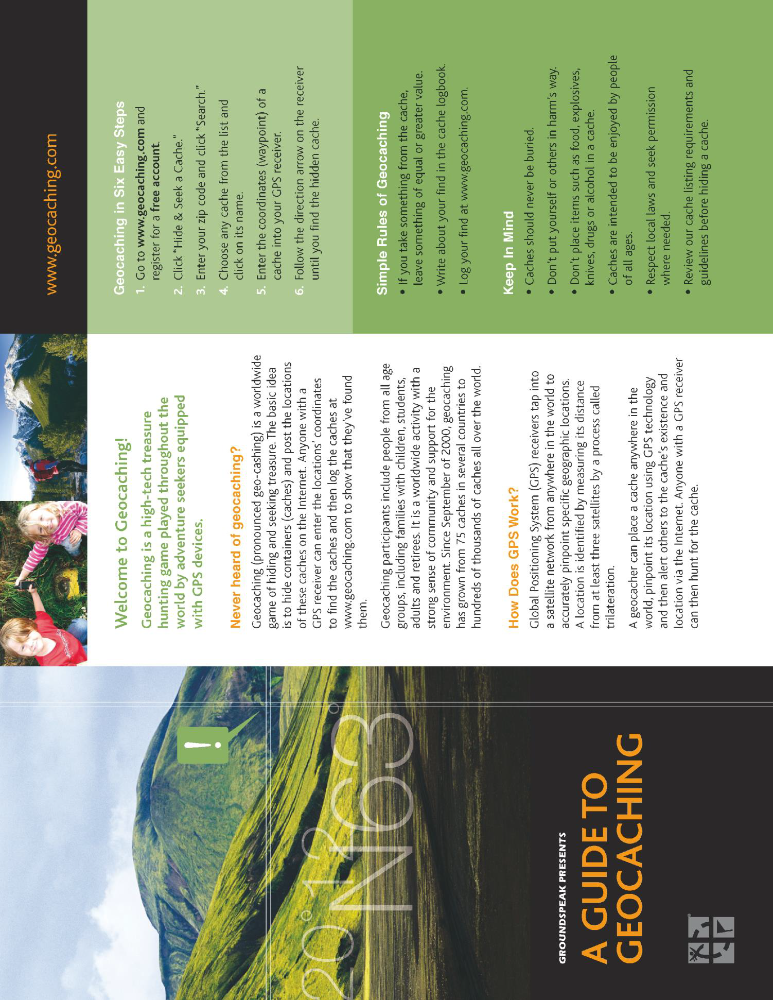 !
20° 12
N 63°
GROUNDSPEAK PRESENTS
A GUIDE TO
GEOCACHING
Welcome to Geocaching!
Geocaching is a high-tech treasure
hunting game played throughout the
world by adventure seekers equipped
with GPS devices.
Never heard of geocaching?
Geocaching (pronounced geo-cashing) is a worldwide
game of hiding and seeking treasure. The basic idea
is to hide containers (caches) and post the locations
of these caches on the Internet. Anyone with a
GPS receiver can enter the locations’ coordinates
to find the caches and then log the caches at
www.geocaching.com to show that they’ve found
them.
Geocaching participants include people from all age
groups, including families with children, students,
adults and retirees. It is a worldwide activity with a
strong sense of community and support for the
environment. Since September of 2000, geocaching
has grown from 75 caches in several countries to
hundreds of thousands of caches all over the world.
How Does GPS Work?
Global Positioning System (GPS) receivers tap into
a satellite network from anywhere in the world to
accurately pinpoint specific geographic locations.
A location is identified by measuring its distance
from at least three satellites by a process called
trilateration.
A geocacher can place a cache anywhere in the
world, pinpoint its location using GPS technology
and then alert others to the cache’s existence and
location via the Internet. Anyone with a GPS receiver
can then hunt for the cache.
www.geocaching.com
Geocaching in Six Easy Steps
1. Go to www.geocaching.com and
register for a free account.
2. Click “Hide & Seek a Cache.”
3. Enter your zip code and click “Search.”
4. Choose any cache from the list and
click on its name.
5. Enter the coordinates (waypoint) of a
cache into your GPS receiver.
6. Follow the direction arrow on the receiver
until you find the hidden cache.
Simple Rules of Geocaching
• If you take something from the cache,
leave something of equal or greater value.
• Write about your find in the cache logbook.
• Log your find at www.geocaching.com.
Keep In Mind
• Caches should never be buried.
• Don’t put yourself or others in harm’s way.
• Don’t place items such as food, explosives,
knives, drugs or alcohol in a cache.
• Caches are intended to be enjoyed by people
of all ages.
• Respect local laws and seek permission
where needed.
• Review our cache listing requirements and
guidelines before hiding a cache.